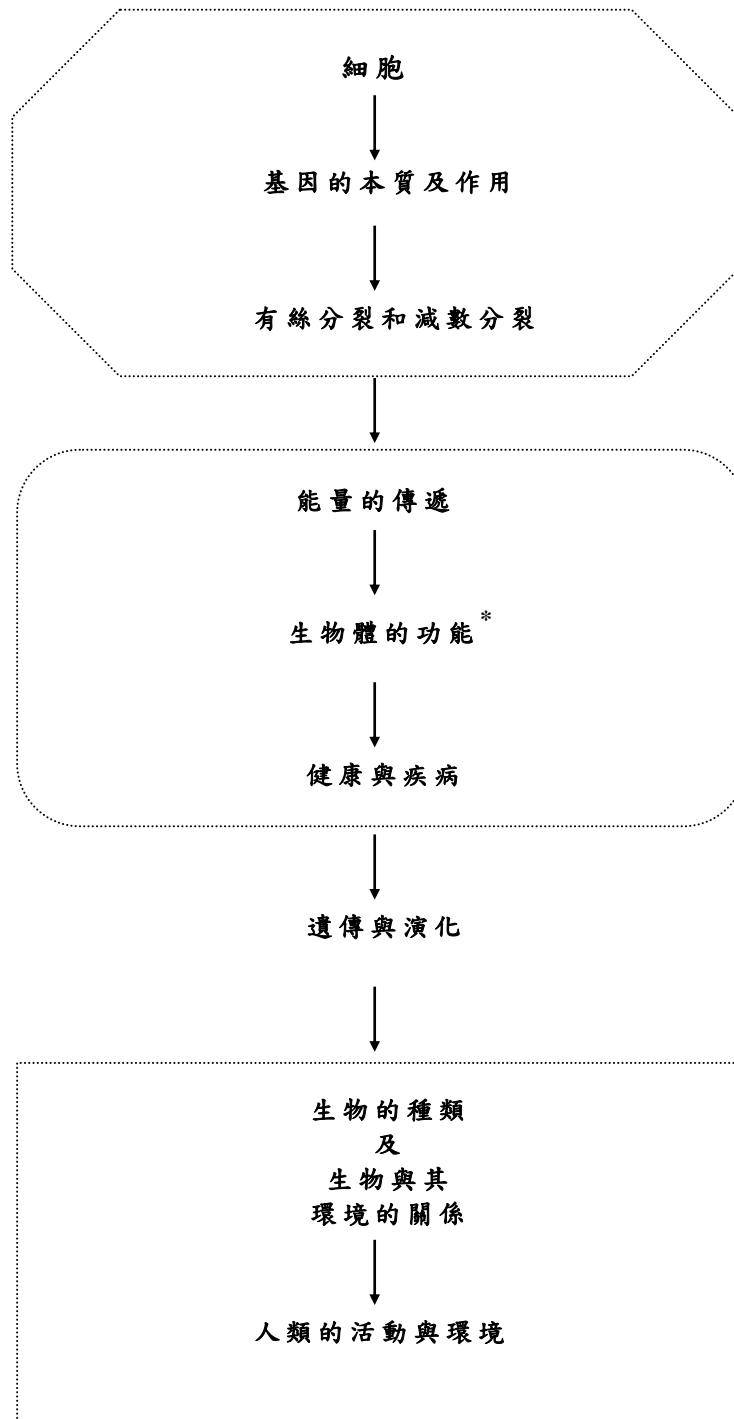 細胞
基因的本質及作用
有絲分裂和減數分裂
能量的傳遞
生物體的功能*
健康與疾病
遺傳與演化
生物的種類
及
生物與其
環境的關係
人類的活動與環境